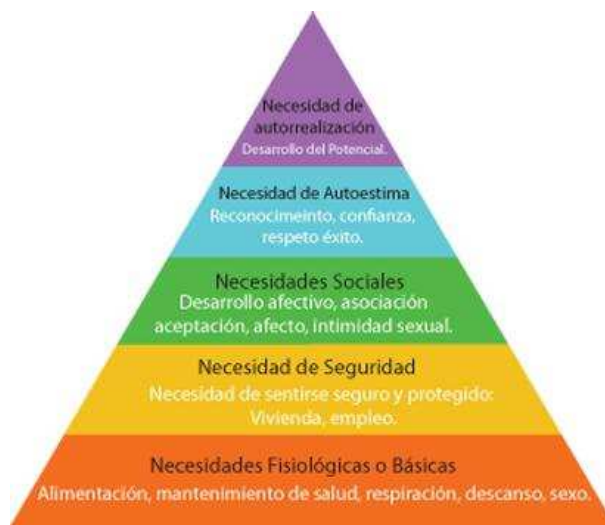 Necesidad de
autorrealización
Desarrollo del Potencial.
Necesidad de Autoestima
Reconocimeinto, confianza,
respeto éxito.
Necesidades Sociales
Desarrollo afectivo, asociación
aceptación, afecto, intimidad sexual.
Necesidad de Seguridad
Necesidad de sentirse seguro y protegido:
Vivienda, empleo.
Necesidades Fisiológicas o Básicas
Alimentación, mantenimiento de salud, respiración, descanso, sexo.